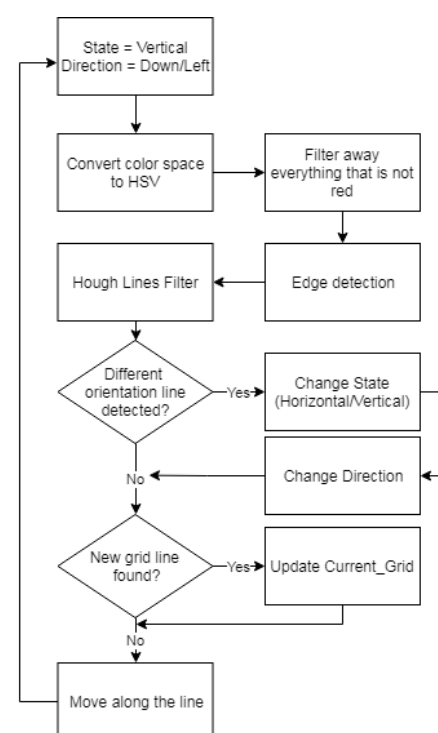 State = Vertical
Direction = Down/Left
Convert color space
to HSV
Filter away
everything that is not
red
Edge detection
Hough Lines Filter
Different
orientation line
detected?
Yes
Change State
(Horizontal/Vertical)
Change Direction
No
New grid line
found?
Yes
Update Current_Grid
No
Move along the line